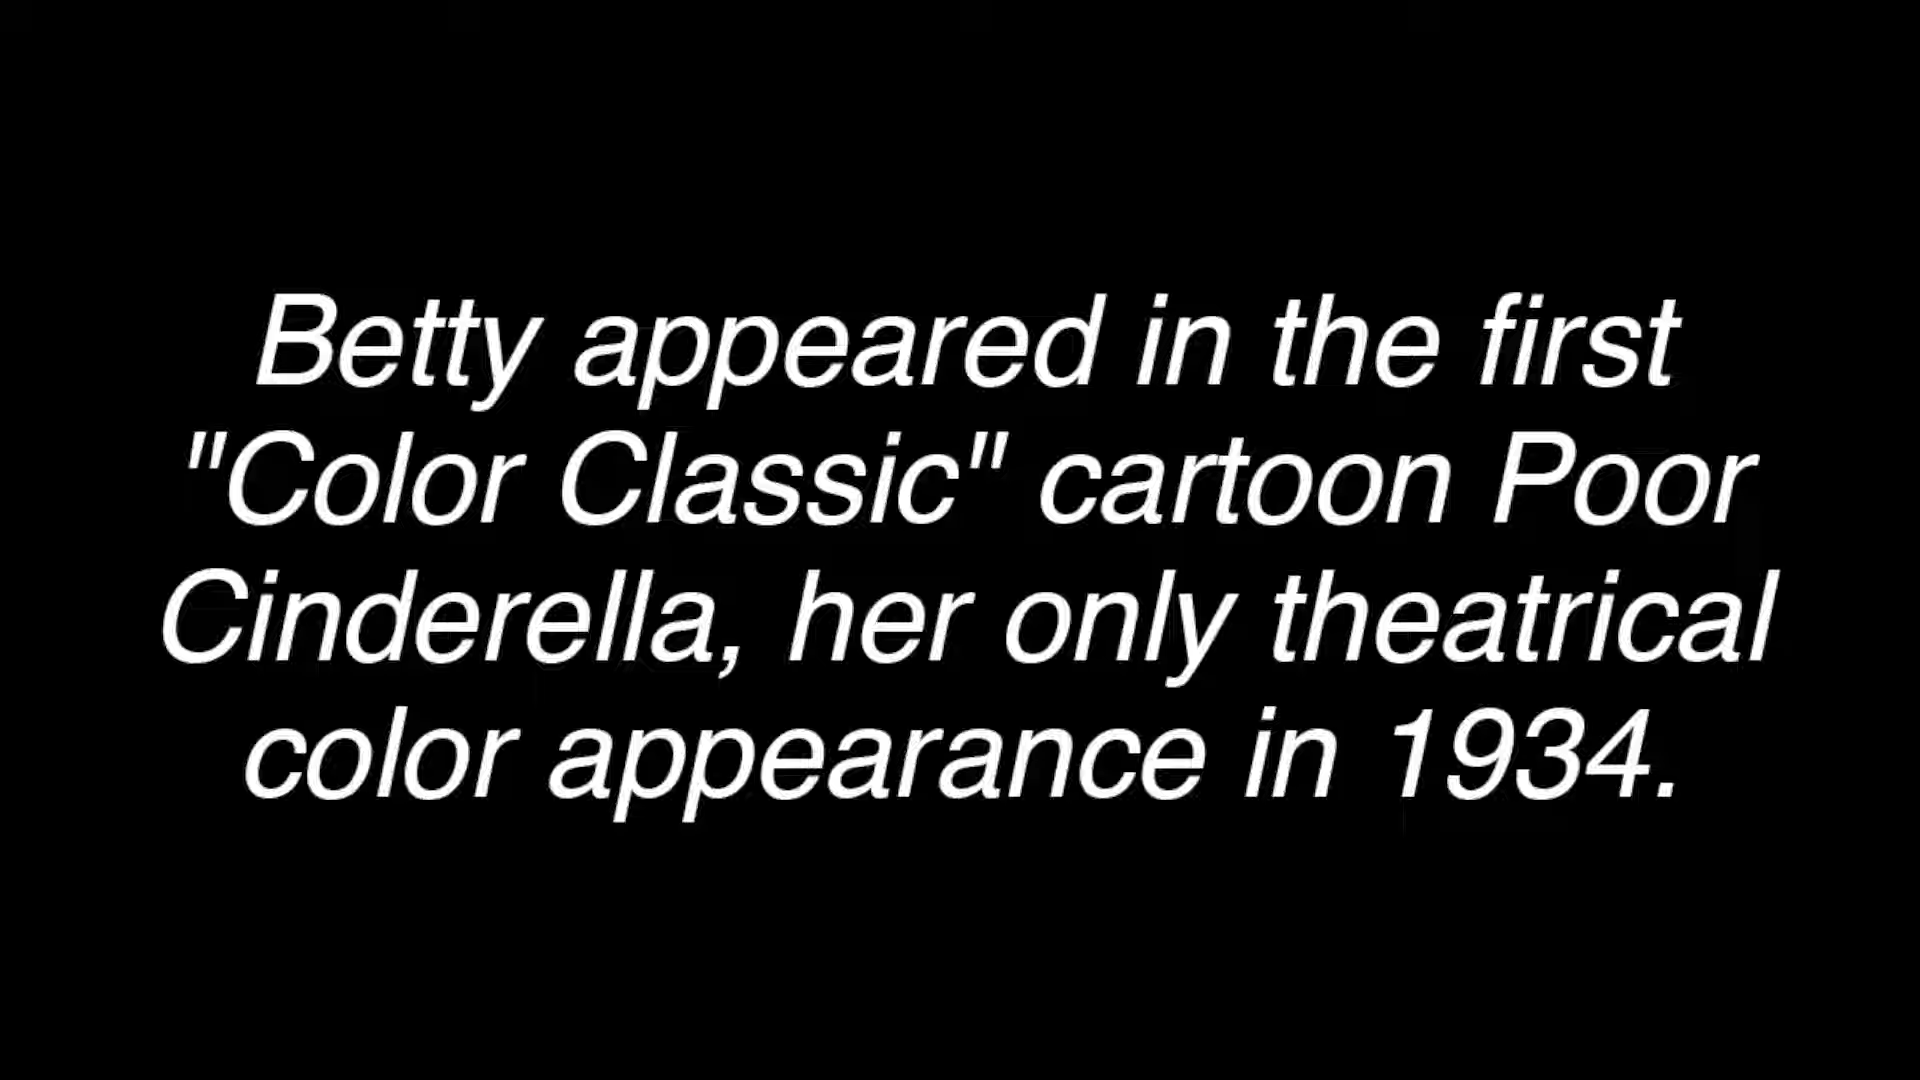 Betty appeared in the first
"Color Classic" cartoon Poor
Cinderella, her only theatrical
color appearance in 1934.